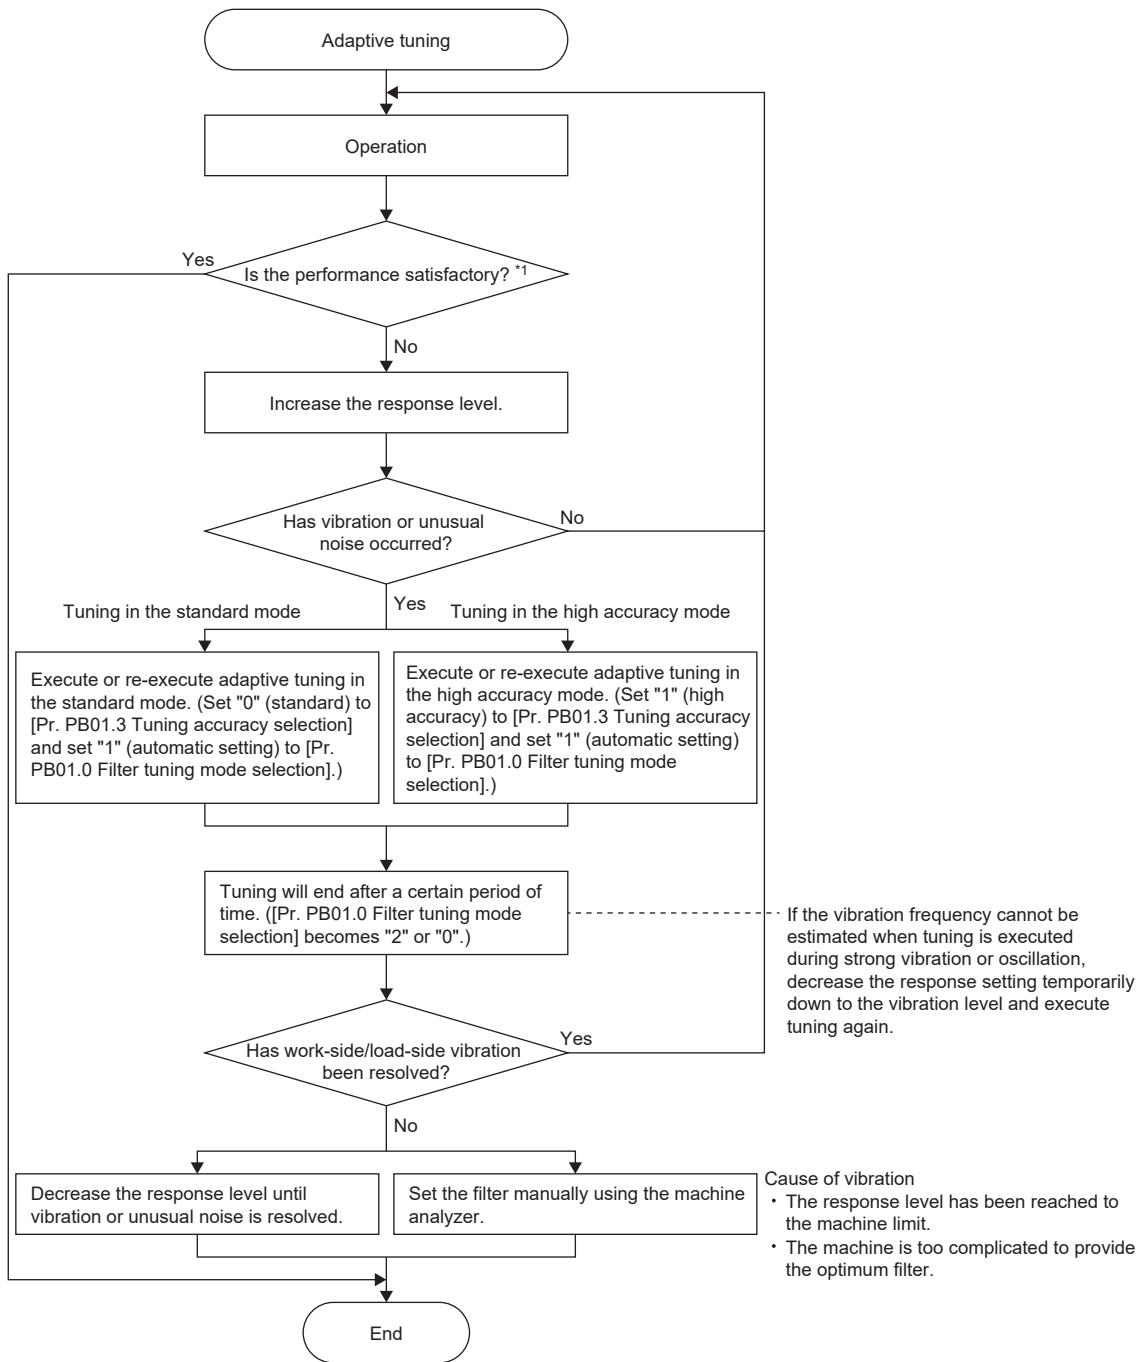 Adaptive tuning
Operation
Yes
Is the performance satisfactory? *1
No
Increase the response level.
Has vibration or unusual
noise occurred?
No
Yes
Tuning in the standard mode
Tuning in the high accuracy mode
Execute or re-execute adaptive tuning in
the standard mode. (Set "0" (standard) to
[Pr. PB01.3 Tuning accuracy selection]
and set "1" (automatic setting) to [Pr.
PB01.0 Filter tuning mode selection].)
Execute or re-execute adaptive tuning in
the high accuracy mode. (Set "1" (high
accuracy) to [Pr. PB01.3 Tuning accuracy
selection] and set "1" (automatic setting)
to [Pr. PB01.0 Filter tuning mode
selection].)
Tuning will end after a certain period of
time. ([Pr. PB01.0 Filter tuning mode
selection] becomes "2" or "0".)
If the vibration frequency cannot be
estimated when tuning is executed
during strong vibration or oscillation,
decrease the response setting temporarily
down to the vibration level and execute
tuning again.
Has work-side/load-side vibration
been resolved?
Yes
No
Decrease the response level until
vibration or unusual noise is resolved.
Set the filter manually using the machine
analyzer.
Cause of vibration
・The response level has been reached to
the machine limit.
・The machine is too complicated to provide
the optimum filter.
End